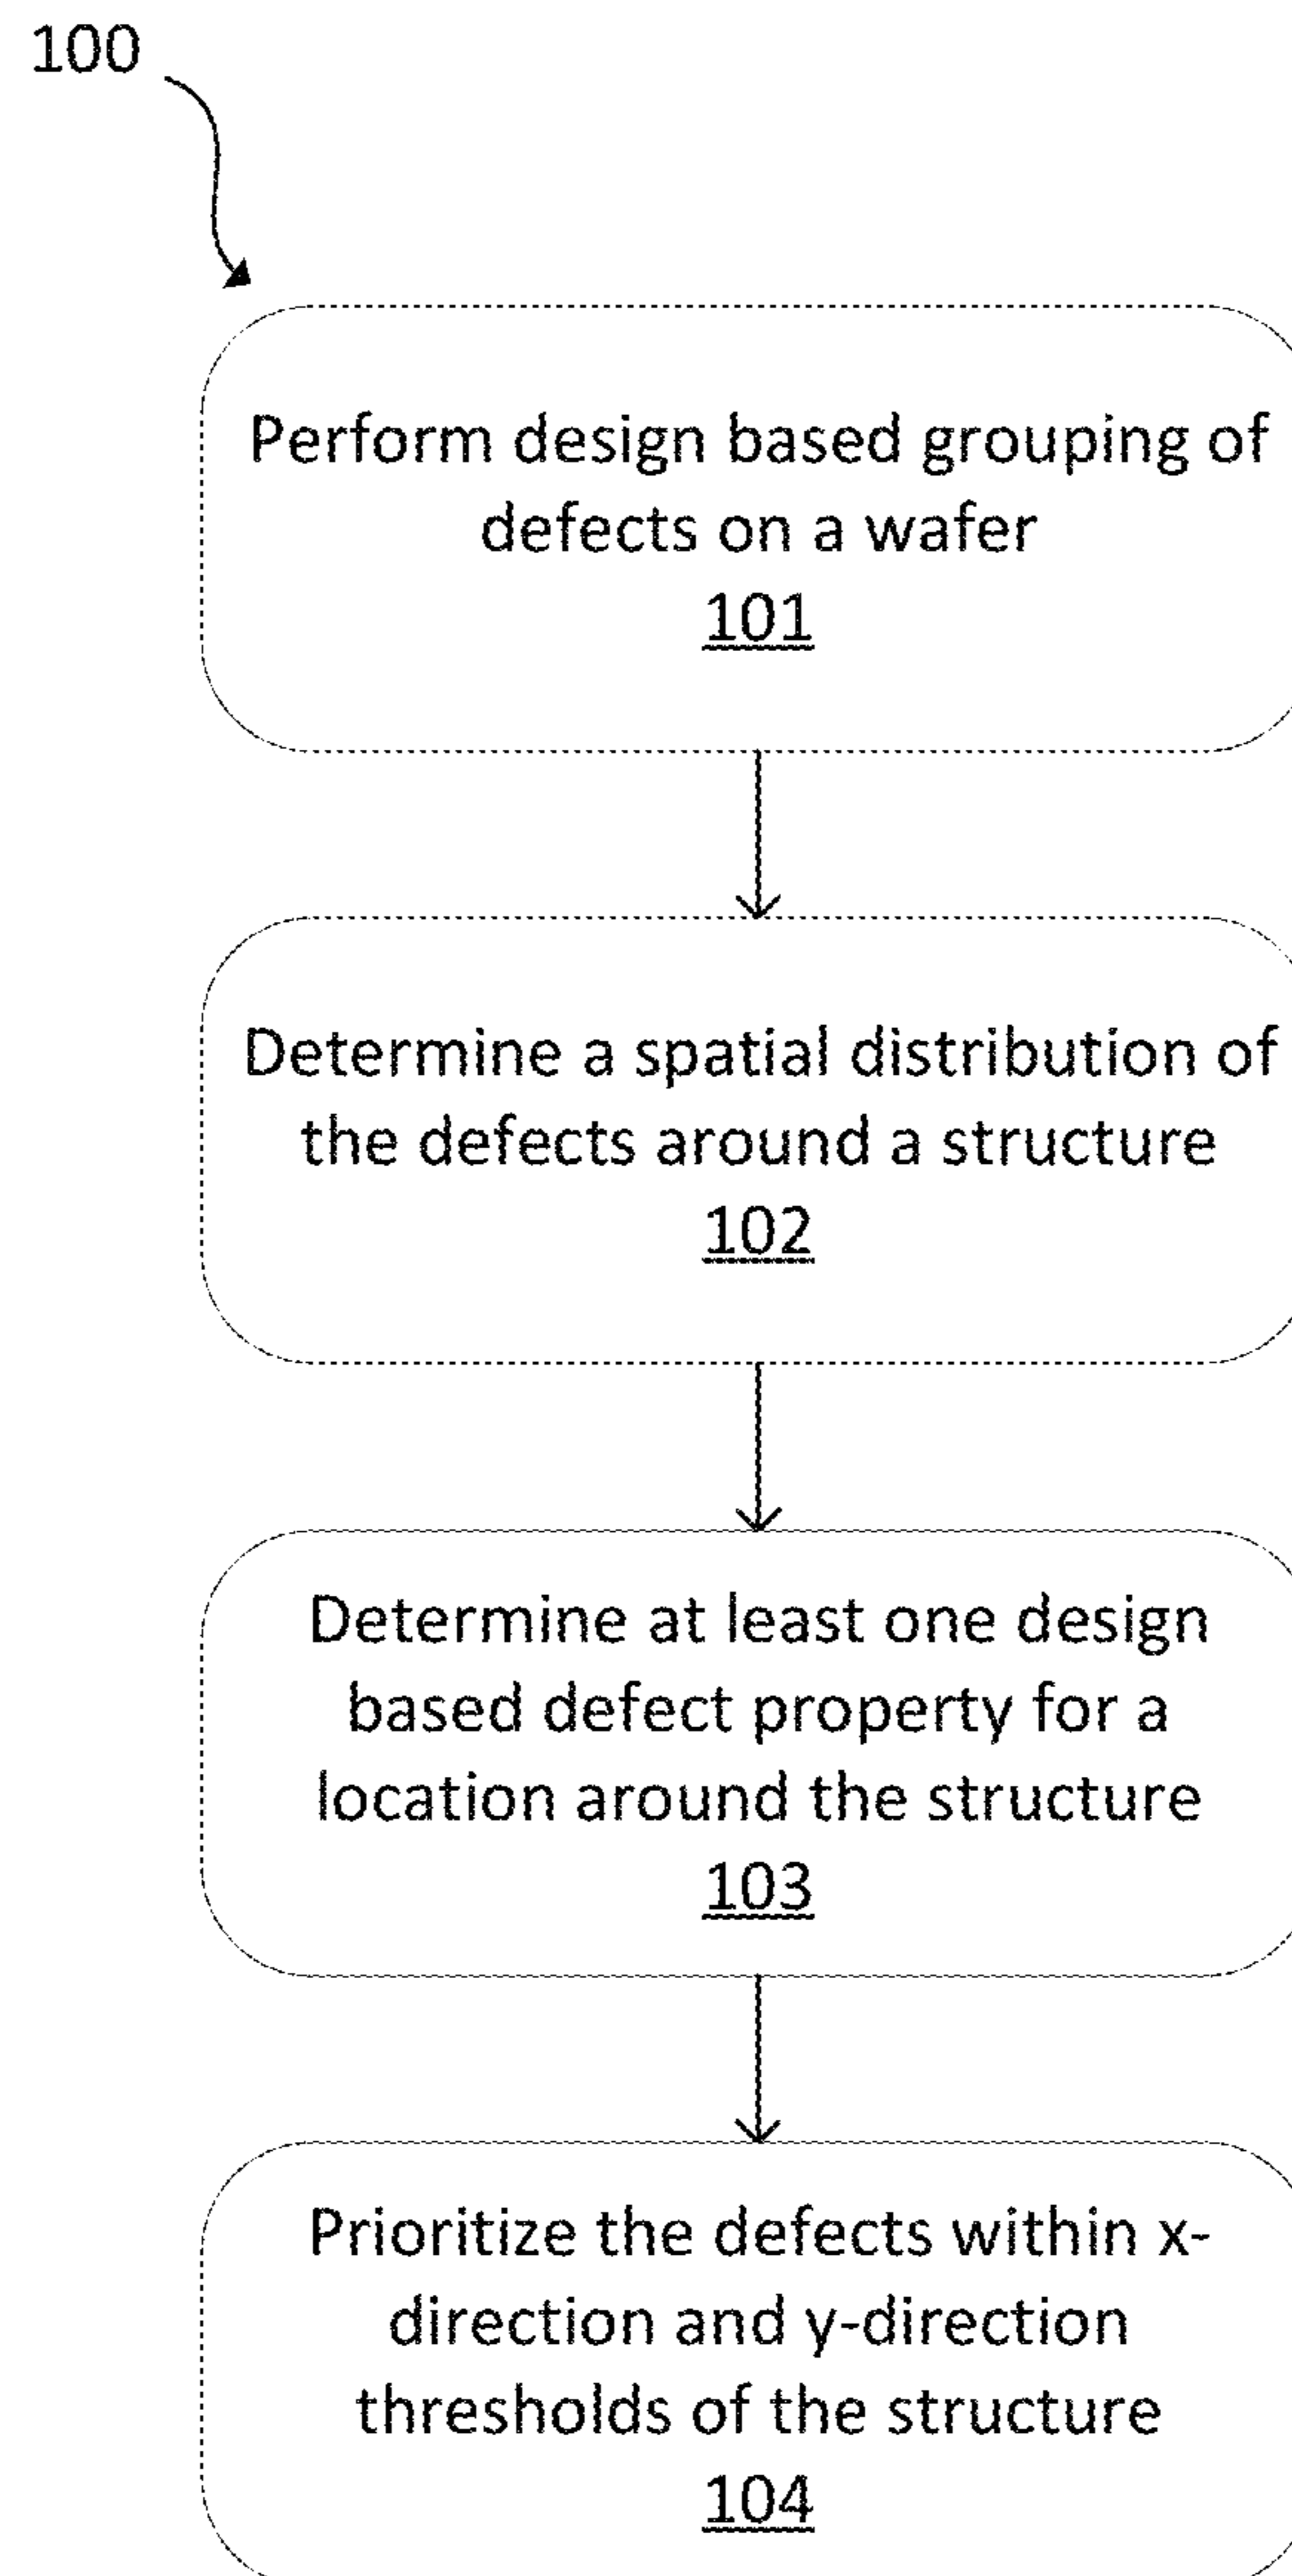 100
Perform design based grouping of
defects on a wafer
101
Determine a spatial distribution of
the defects around a structure
102
Determine at least one design
based defect property for a
location around the structure
103
Prioritize the defects within x-
direction and y-direction
thresholds of the structure
104